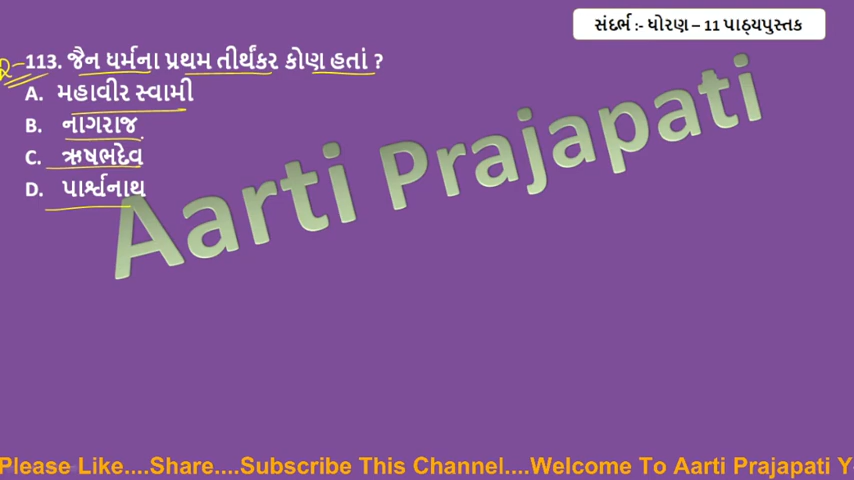 સંદર્ભ :- ધોરણ – 11 પાઠ્યપુસ્તક
113. જૈન ધર્મના પ્રથમ તીર્થંકર કોણ હતાં ?
A. મહાવીર સ્વામી
B. નાગરાજ
C. ઋષભદેવ
D. પાર્શ્વનાથ
Aarti Prajapati
Please Like....Share....Subscribe This Channel....Welcome To Aarti Prajapati Y